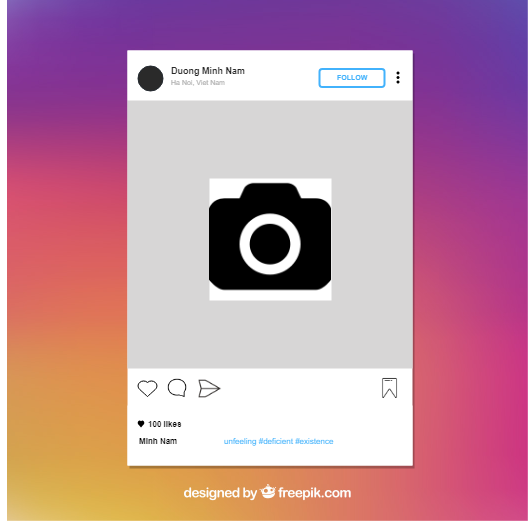 Duong Minh Nam
Ha Noi, Viet Nam
FOLLOW
100 likes
Minh Nam unfeeling #deficient #existence
designed by freepik.com